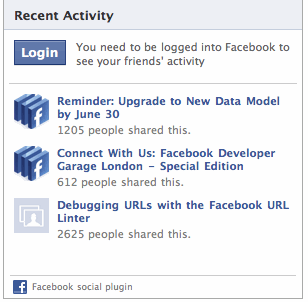 Recent Activity
Login
You need to be logged into Facebook to
see your friends' activity
Reminder: Upgrade to New Data Model
by June 30
1205 people shared this.
Connect With Us: Facebook Developer
Garage London - Special Edition
612 people shared this.
Debugging URLs with the Facebook URL
Linter
2625 people shared this.
Facebook social plugin